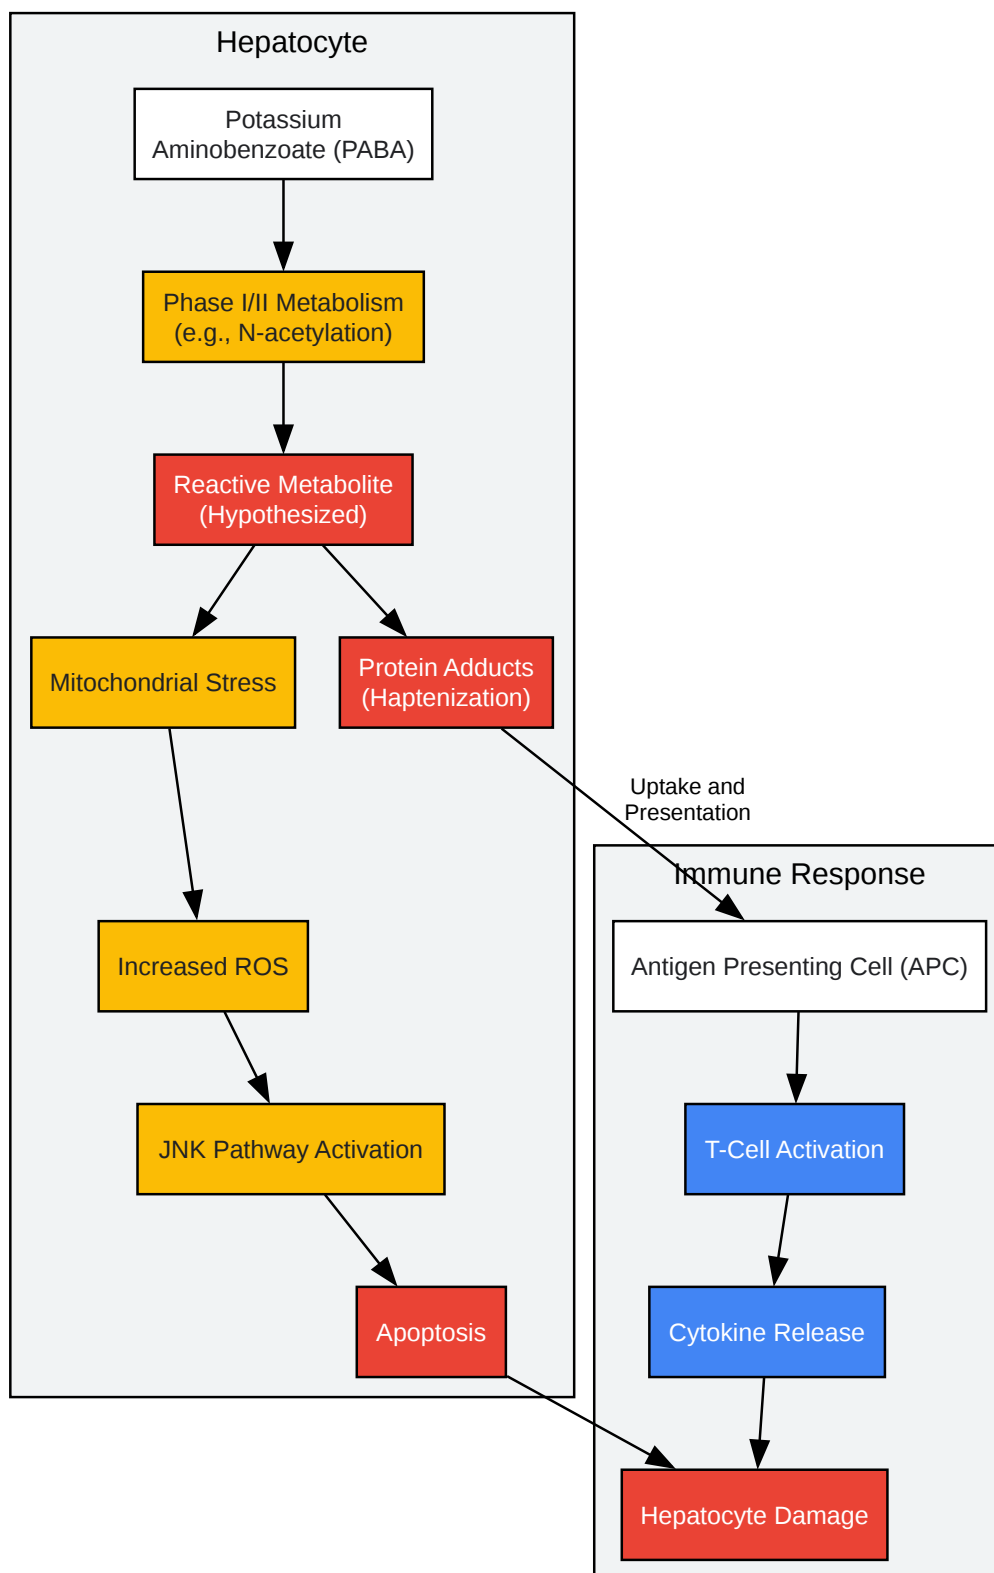 Hepatocyte
Potassium
Aminobenzoate (PABA)
Phase I/II Metabolism
(e.g., N-acetylation)
Reactive Metabolite
(Hypothesized)
Mitochondrial Stress
Protein Adducts
(Haptenization)
Uptake and
Presentation
Immune Response
Increased ROS
Antigen Presenting Cell (APC)
JNK Pathway Activation
T-Cell Activation
Apoptosis
Cytokine Release
Hepatocyte Damage